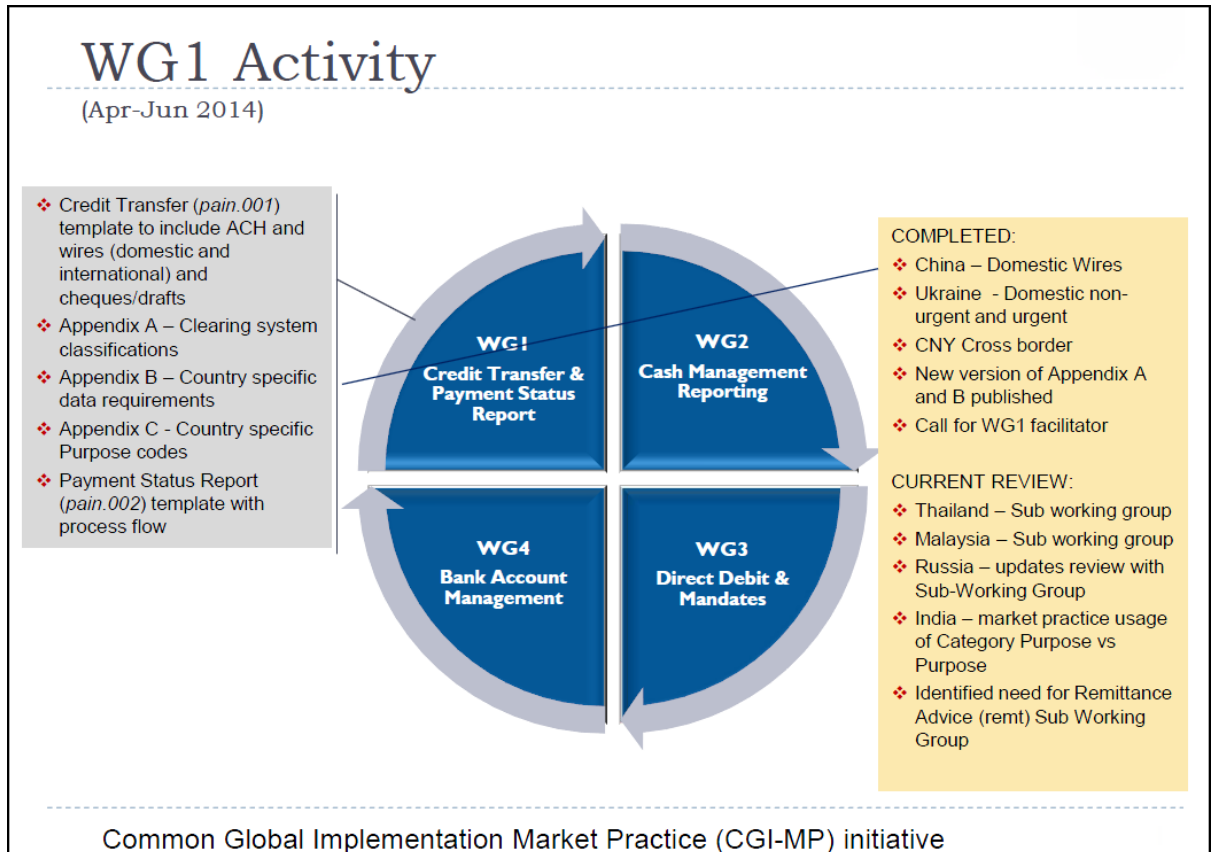 WG1 Activity
(Apr-Jun 2014)
❖ Credit Transfer (pain.001)
template to include ACH and
wires (domestic and
international) and
cheques/drafts
❖ Appendix A – Clearing system
classifications
❖ Appendix B – Country specific
data requirements
❖ Appendix C - Country specific
Purpose codes
❖ Payment Status Report
(pain.002) template with
process flow
WG1
Credit Transfer &
Payment Status
Report
WG2
Cash Management
Reporting
WG4
Bank Account
Management
WG3
Direct Debit &
Mandates
COMPLETED:
❖ China – Domestic Wires
❖ Ukraine - Domestic non-
urgent and urgent
❖ CNY Cross border
❖ New version of Appendix A
and B published
❖ Call for WG1 facilitator
CURRENT REVIEW:
❖ Thailand – Sub working group
❖ Malaysia – Sub working group
❖ Russia – updates review with
Sub-Working Group
❖ India – market practice usage
of Category Purpose vs
Purpose
❖ Identified need for Remittance
Advice (remt) Sub Working
Group
Common Global Implementation Market Practice (CGI-MP) initiative